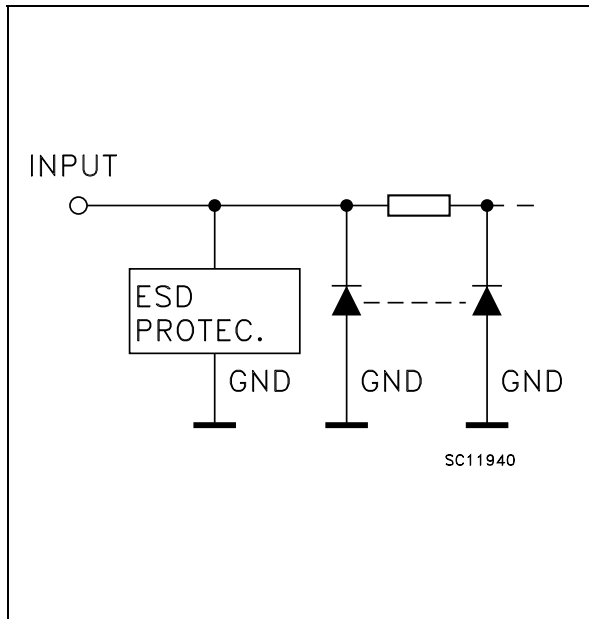 INPUT
ESD
PROTEC.
GND
GND
GND
SC11940